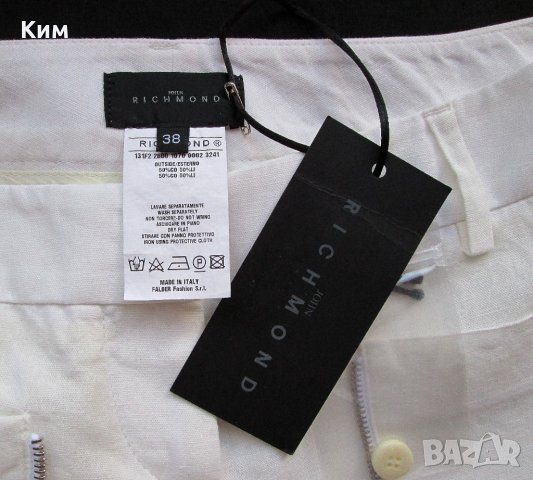 Ким
JOHN
RICHMOND
38
RICHMOND®
131F2 2800 1070 0002 3241
OUTSIDE/ESTERNO
50%CO 50%LI
50%CO 50%LI
LAVARE SEPARATAMENTE
WASH SEPARATELY
NON TORCERE-DO NOT WRING
ASCIUGARE IN PIANO
DRY FLAT
STIRARE CON PANNO PROTETTIVO
IRON USING PROTECTIVE CLOTH
MADE IN ITALY
FALBER Fashion S.r.l.
JOHN
RICHMOND
BAZAR